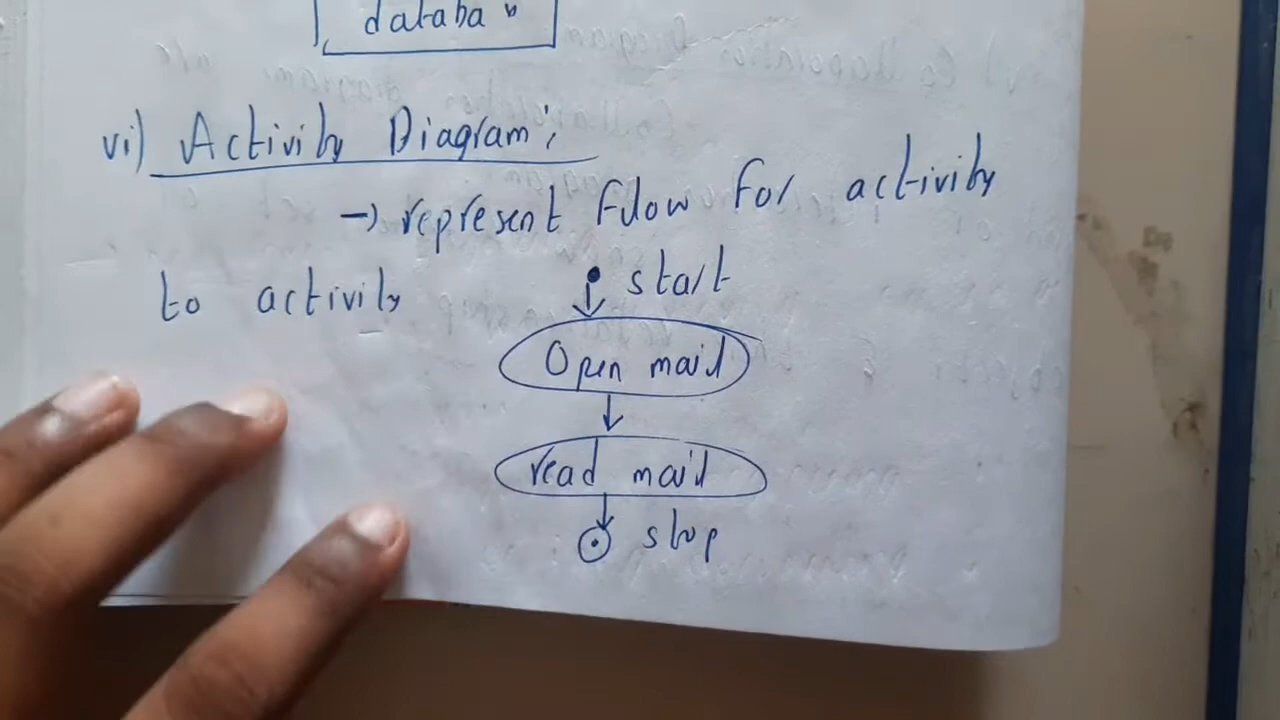 databa
vi) Activity Diagram:
→ represent flow for activity
to activity
start
Open mail
read mail
stop